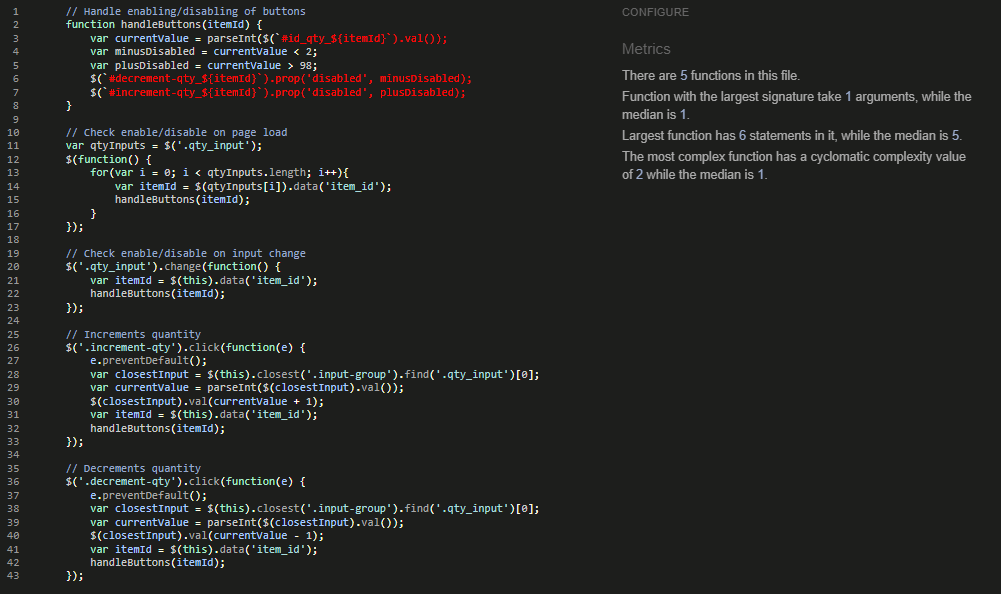 1 // Handle enabling/disabling of buttons
2 function handleButtons(itemId) {
3 var currentValue = parseInt($(`#id_qty_${itemId}`).val());
4 var minusDisabled = currentValue < 2;
5 var plusDisabled = currentValue > 98;
6 $(`#decrement-qty_${itemId}`).prop('disabled', minusDisabled);
7 $(`#increment-qty_${itemId}`).prop('disabled', plusDisabled);
8 }
9
10 // Check enable/disable on page load
11 var qtyInputs = $('.qty_input');
12 $(function() {
13 for(var i = 0; i < qtyInputs.length; i++){
14 var itemId = $(qtyInputs[i]).data('item_id');
15 handleButtons(itemId);
16 }
17 });
18
19 // Check enable/disable on input change
20 $('.qty_input').change(function() {
21 var itemId = $(this).data('item_id');
22 handleButtons(itemId);
23 });
24
25 // Increments quantity
26 $('.increment-qty').click(function(e) {
27 e.preventDefault();
28 var closestInput = $(this).closest('.input-group').find('.qty_input')[0];
29 var currentValue = parseInt($(closestInput).val());
30 $(closestInput).val(currentValue + 1);
31 var itemId = $(this).data('item_id');
32 handleButtons(itemId);
33 });
34
35 // Decrements quantity
36 $('.decrement-qty').click(function(e) {
37 e.preventDefault();
38 var closestInput = $(this).closest('.input-group').find('.qty_input')[0];
39 var currentValue = parseInt($(closestInput).val());
40 $(closestInput).val(currentValue - 1);
41 var itemId = $(this).data('item_id');
42 handleButtons(itemId);
43 });
CONFIGURE
Metrics
There are 5 functions in this file.
Function with the largest signature take 1 arguments, while the
median is 1.
Largest function has 6 statements in it, while the median is 5.
The most complex function has a cyclomatic complexity value
of 2 while the median is 1.